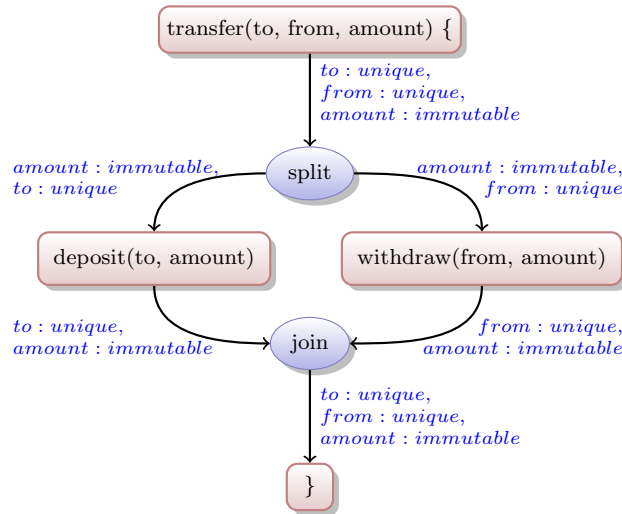 transfer(to, from, amount) {
to : unique,
from : unique,
amount : immutable
split
amount : immutable,
to : unique
amount : immutable,
from : unique
deposit(to, amount)
withdraw(from, amount)
to : unique,
amount : immutable
join
from : unique,
amount : immutable
to : unique,
from : unique,
amount : immutable
}